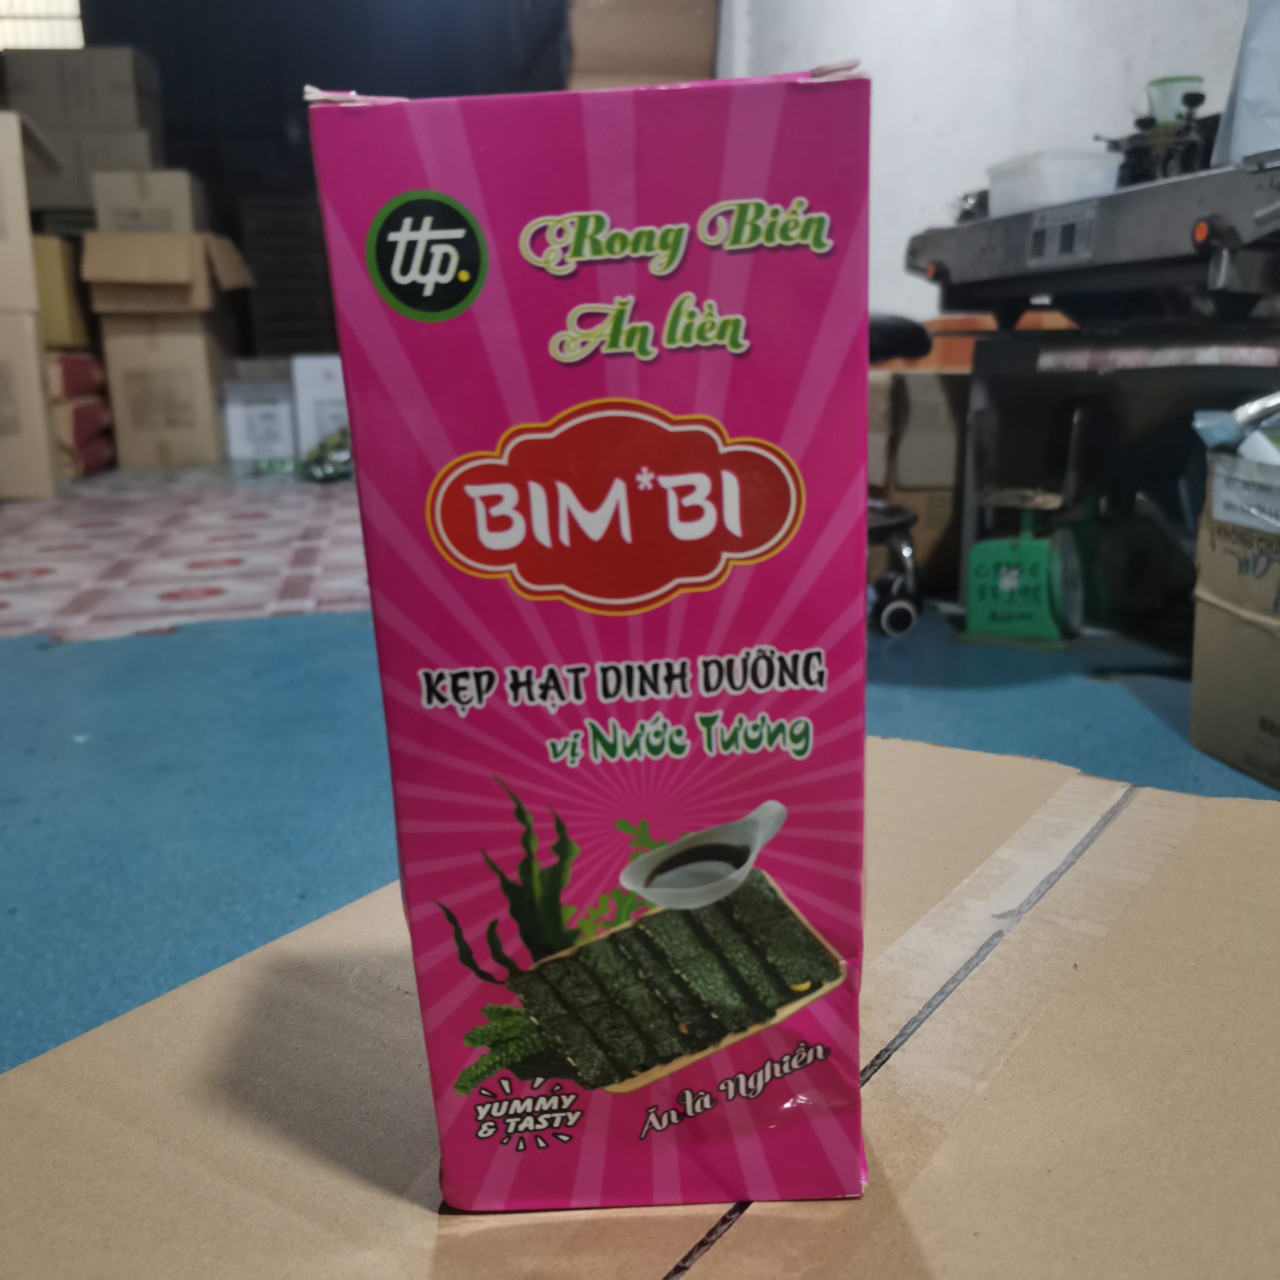 ttp.
Rong Biển
Ăn liền
BIM*BI
KẸP HẠT DINH DƯỠNG
vị Nước Tương
YUMMY
& TASTY
Ăn là Nghiền